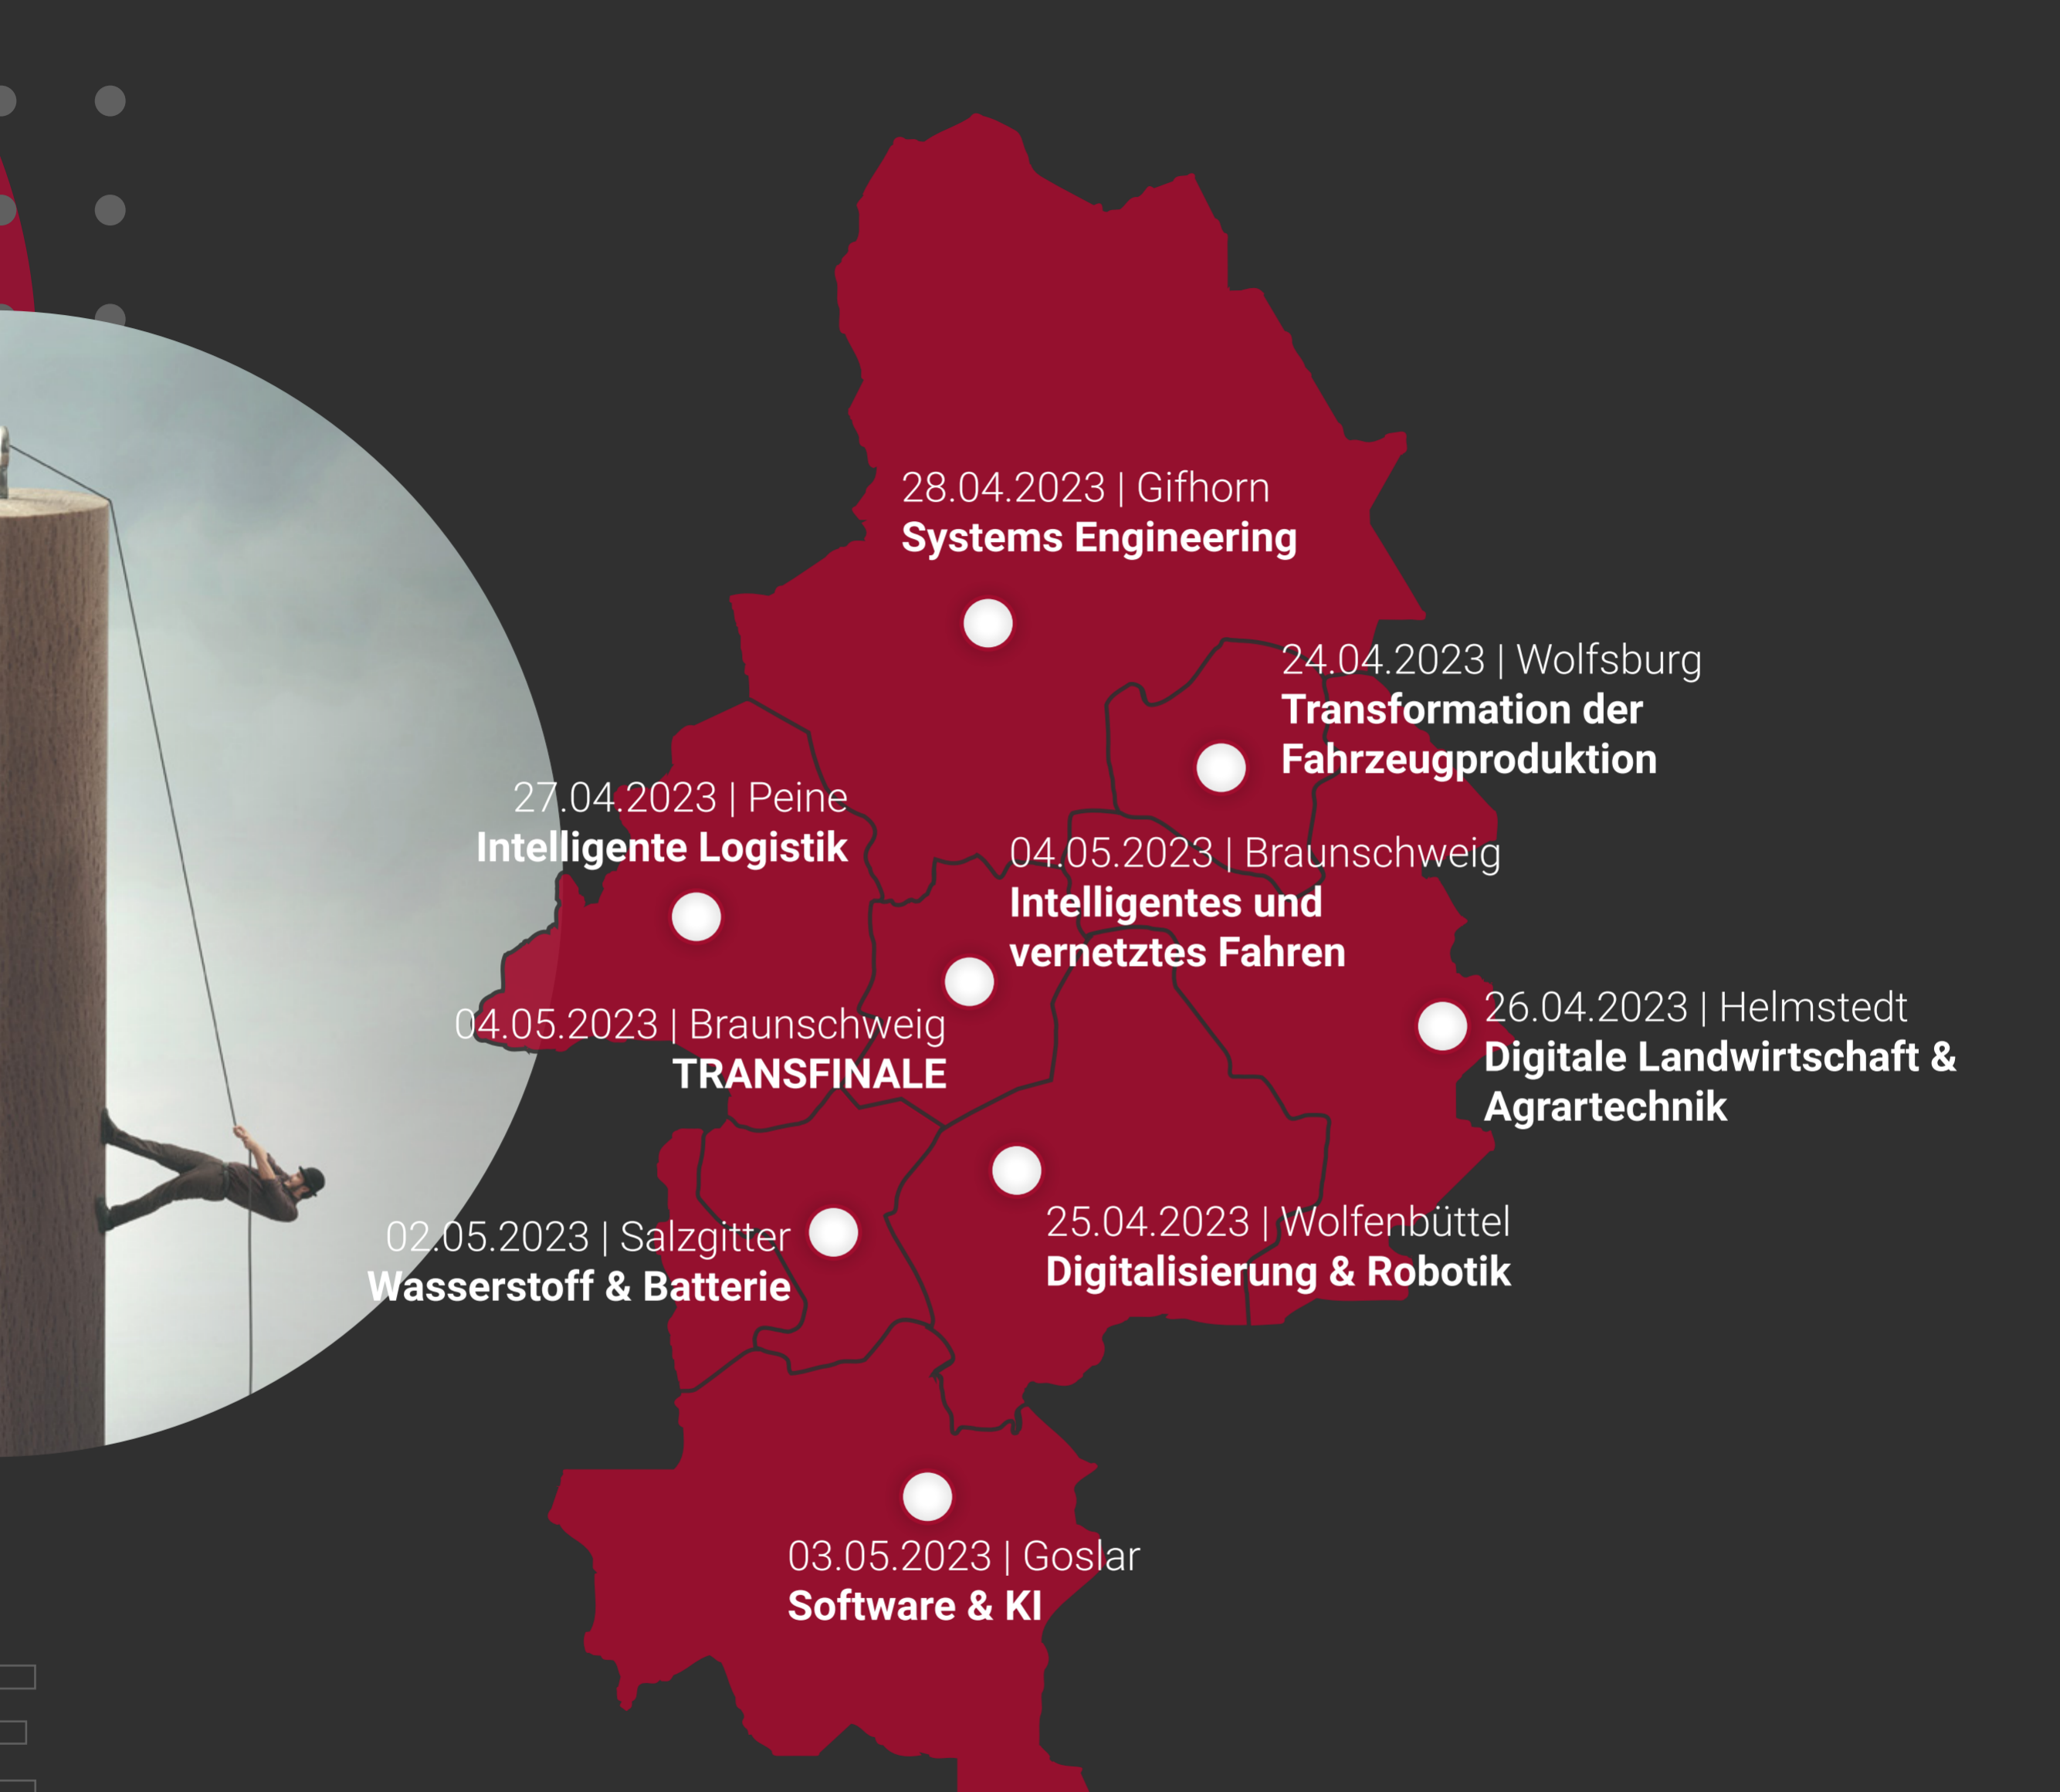 28.04.2023 | Gifhorn
Systems Engineering
24.04.2023 | Wolfsburg
Transformation der
Fahrzeugproduktion
27.04.2023 | Peine
Intelligente Logistik
04.05.2023 | Braunschweig
Intelligentes und
vernetztes Fahren
04.05.2023 | Braunschweig
TRANSFINALE
26.04.2023 | Helmstedt
Digitale Landwirtschaft &
Agrartechnik
02.05.2023 | Salzgitter
Wasserstoff & Batterie
25.04.2023 | Wolfenbüttel
Digitalisierung & Robotik
03.05.2023 | Goslar
Software & KI